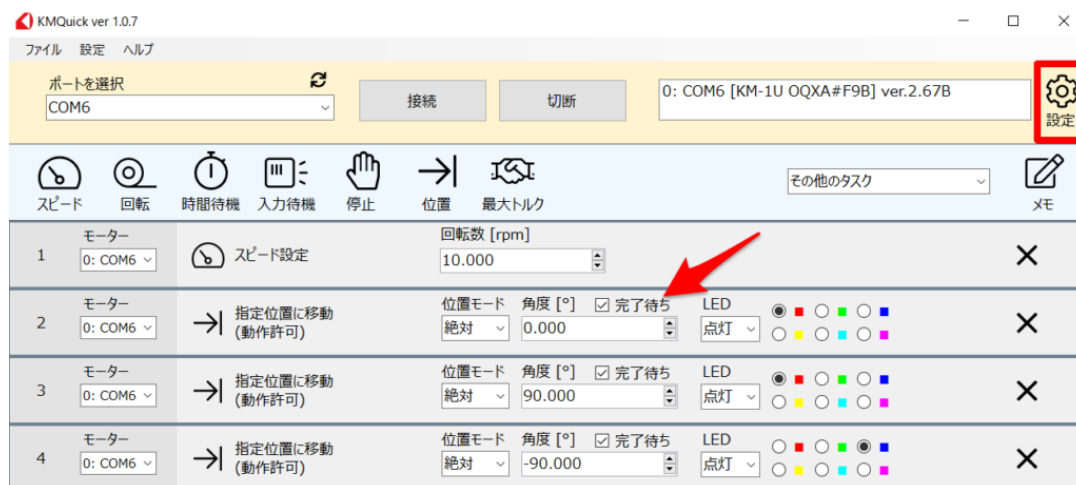 KMQuick ver 1.0.7
ファイル 設定 ヘルプ
ポートを選択
COM6
接続
切断
0: COM6 [KM-1U OQXA#F9B] ver.2.67B
設定
スピード
回転
時間待機
入力待機
停止
位置
最大トルク
その他のタスク
メモ
1
モーター
0: COM6
スピード設定
回転数 [rpm]
10.000
2
モーター
0: COM6
指定位置に移動
(動作許可)
位置モード
絶対
角度 [°]
完了待ち
0.000
LED
点灯
3
モーター
0: COM6
指定位置に移動
(動作許可)
位置モード
絶対
角度 [°]
完了待ち
90.000
LED
点灯
4
モーター
0: COM6
指定位置に移動
(動作許可)
位置モード
絶対
角度 [°]
完了待ち
-90.000
LED
点灯